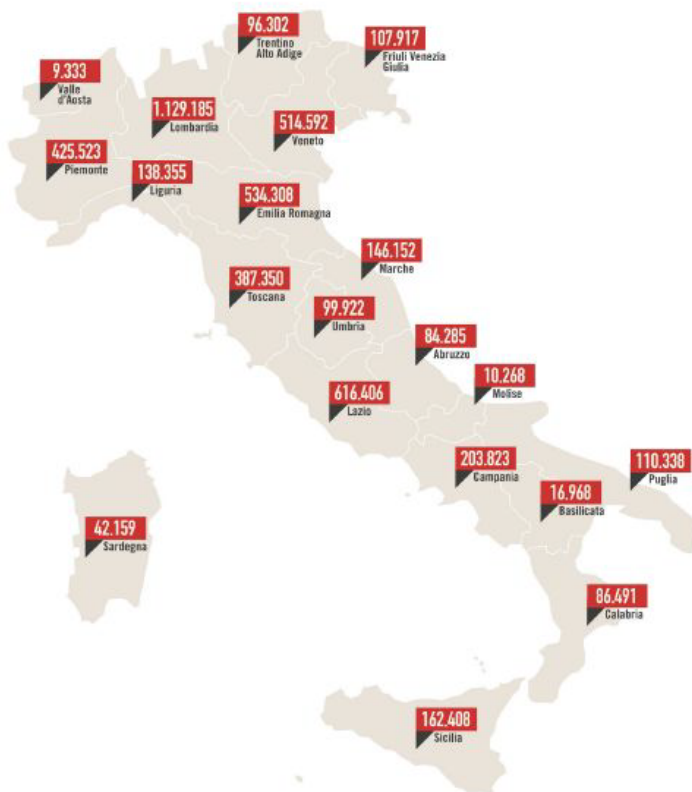 96.302
Trentino
Alto Adige
107.917
Friuli Venezia
Giulia
9.333
Valle
d'Aosta
1.129.185
Lombardia
514.592
Veneto
425.523
Piemonte
138.355
Liguria
534.308
Emilia Romagna
146.152
Marche
387.350
Toscana
99.922
Umbria
84.285
Abruzzo
10.268
Molise
616.406
Lazio
203.823
Campania
110.338
Puglia
16.968
Basilicata
42.159
Sardegna
86.491
Calabria
162.408
Sicilia